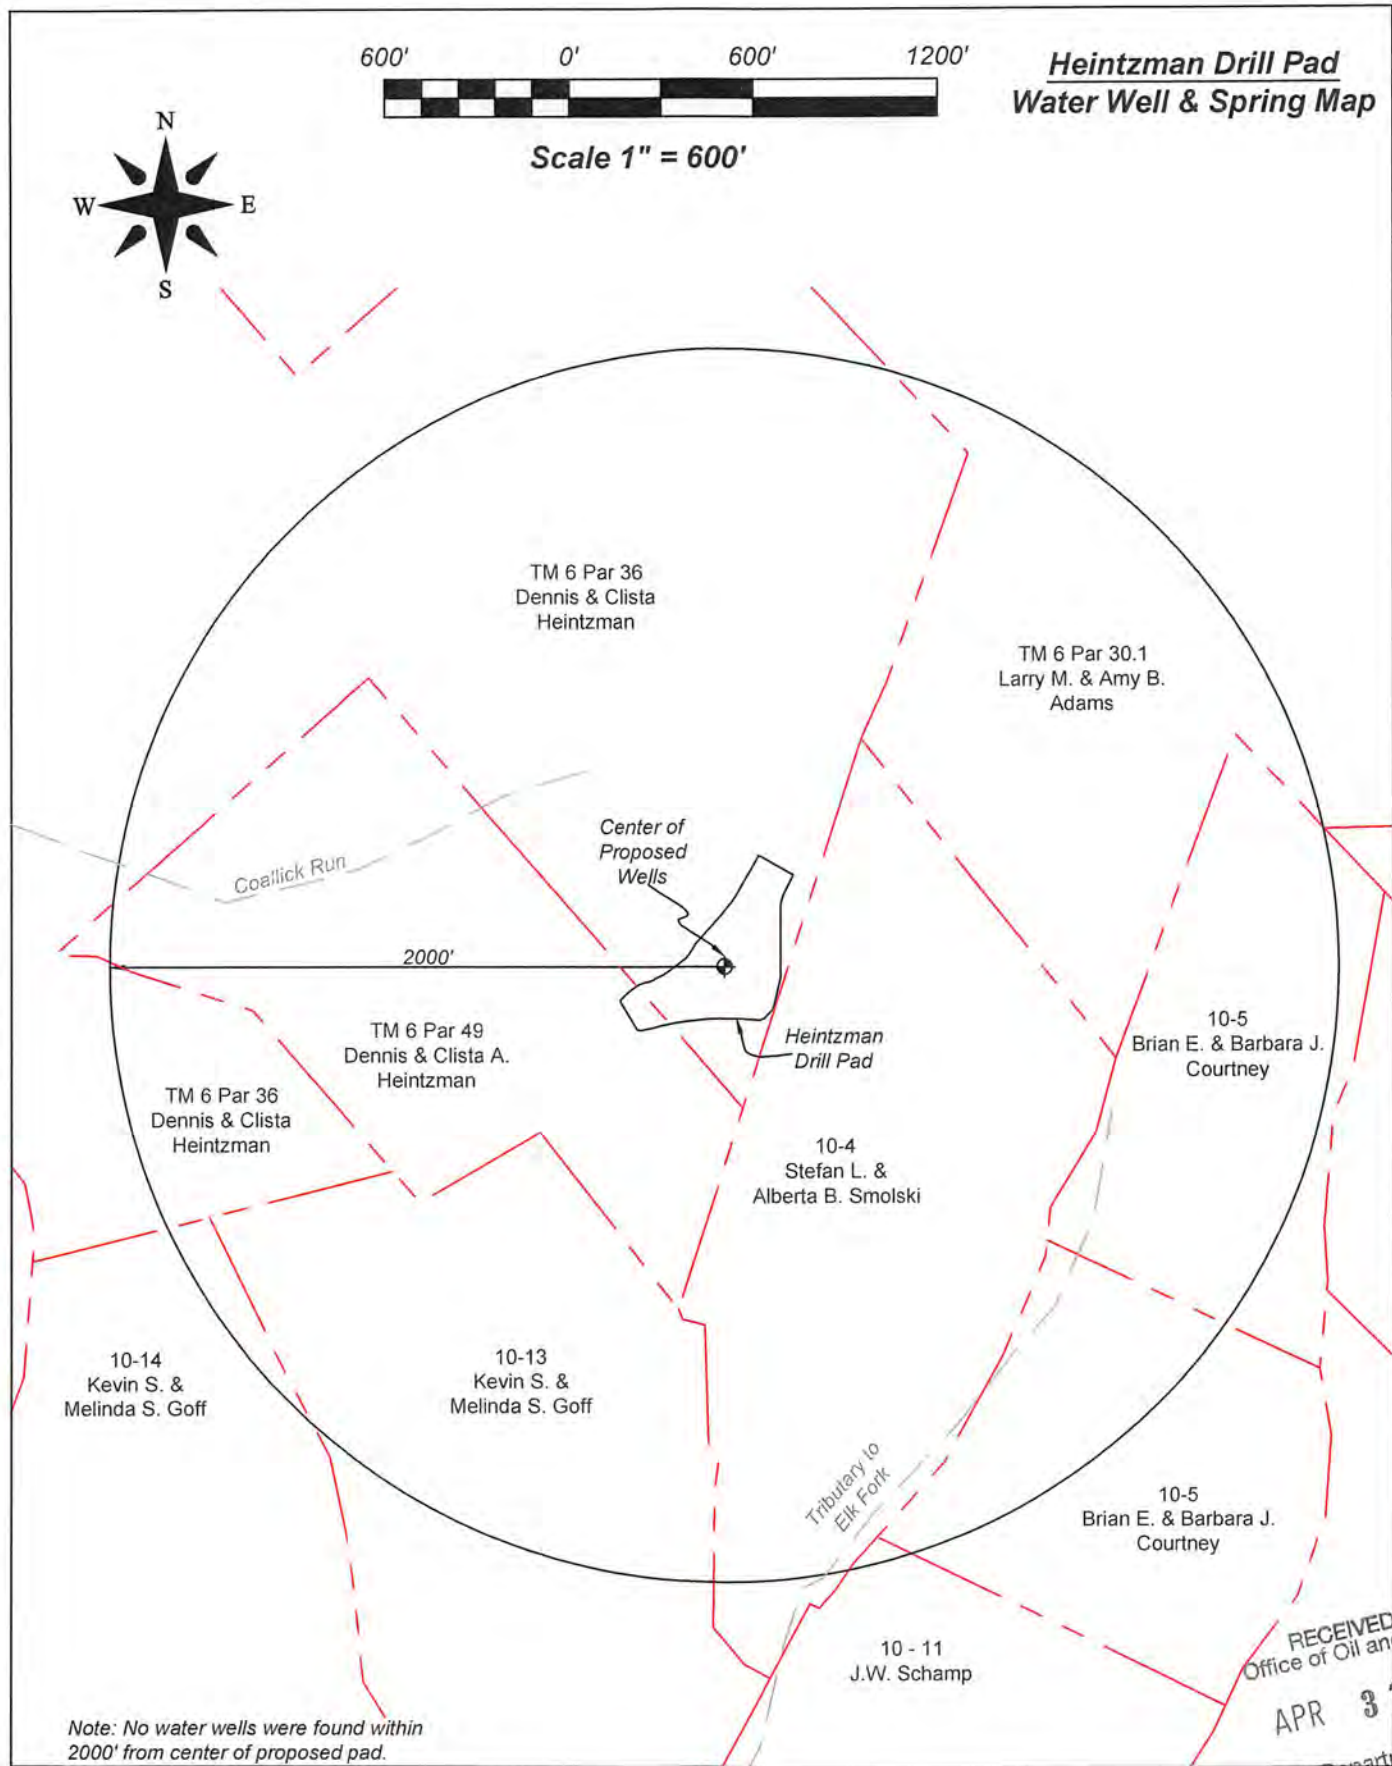 600' 0' 600' 1200'
Heintzman Drill Pad
Water Well & Spring Map
Scale 1" = 600'
N
W E
S
TM 6 Par 36
Dennis & Clista
Heintzman
TM 6 Par 30.1
Larry M. & Amy B.
Adams
Center of
Proposed
Wells
Coallick Run
2000'
Heintzman
Drill Pad
10-5
Brian E. & Barbara J.
Courtney
TM 6 Par 49
Dennis & Clista A.
Heintzman
TM 6 Par 36
Dennis & Clista
Heintzman
10-4
Stefan L. &
Alberta B. Smolski
10-14
Kevin S. &
Melinda S. Goff
10-13
Kevin S. &
Melinda S. Goff
Tributary to
Elk Fork
10-5
Brian E. & Barbara J.
Courtney
10 - 11
J.W. Schamp
RECEIVED
Office of Oil an
APR 3
Note: No water wells were found within
2000' from center of proposed pad.